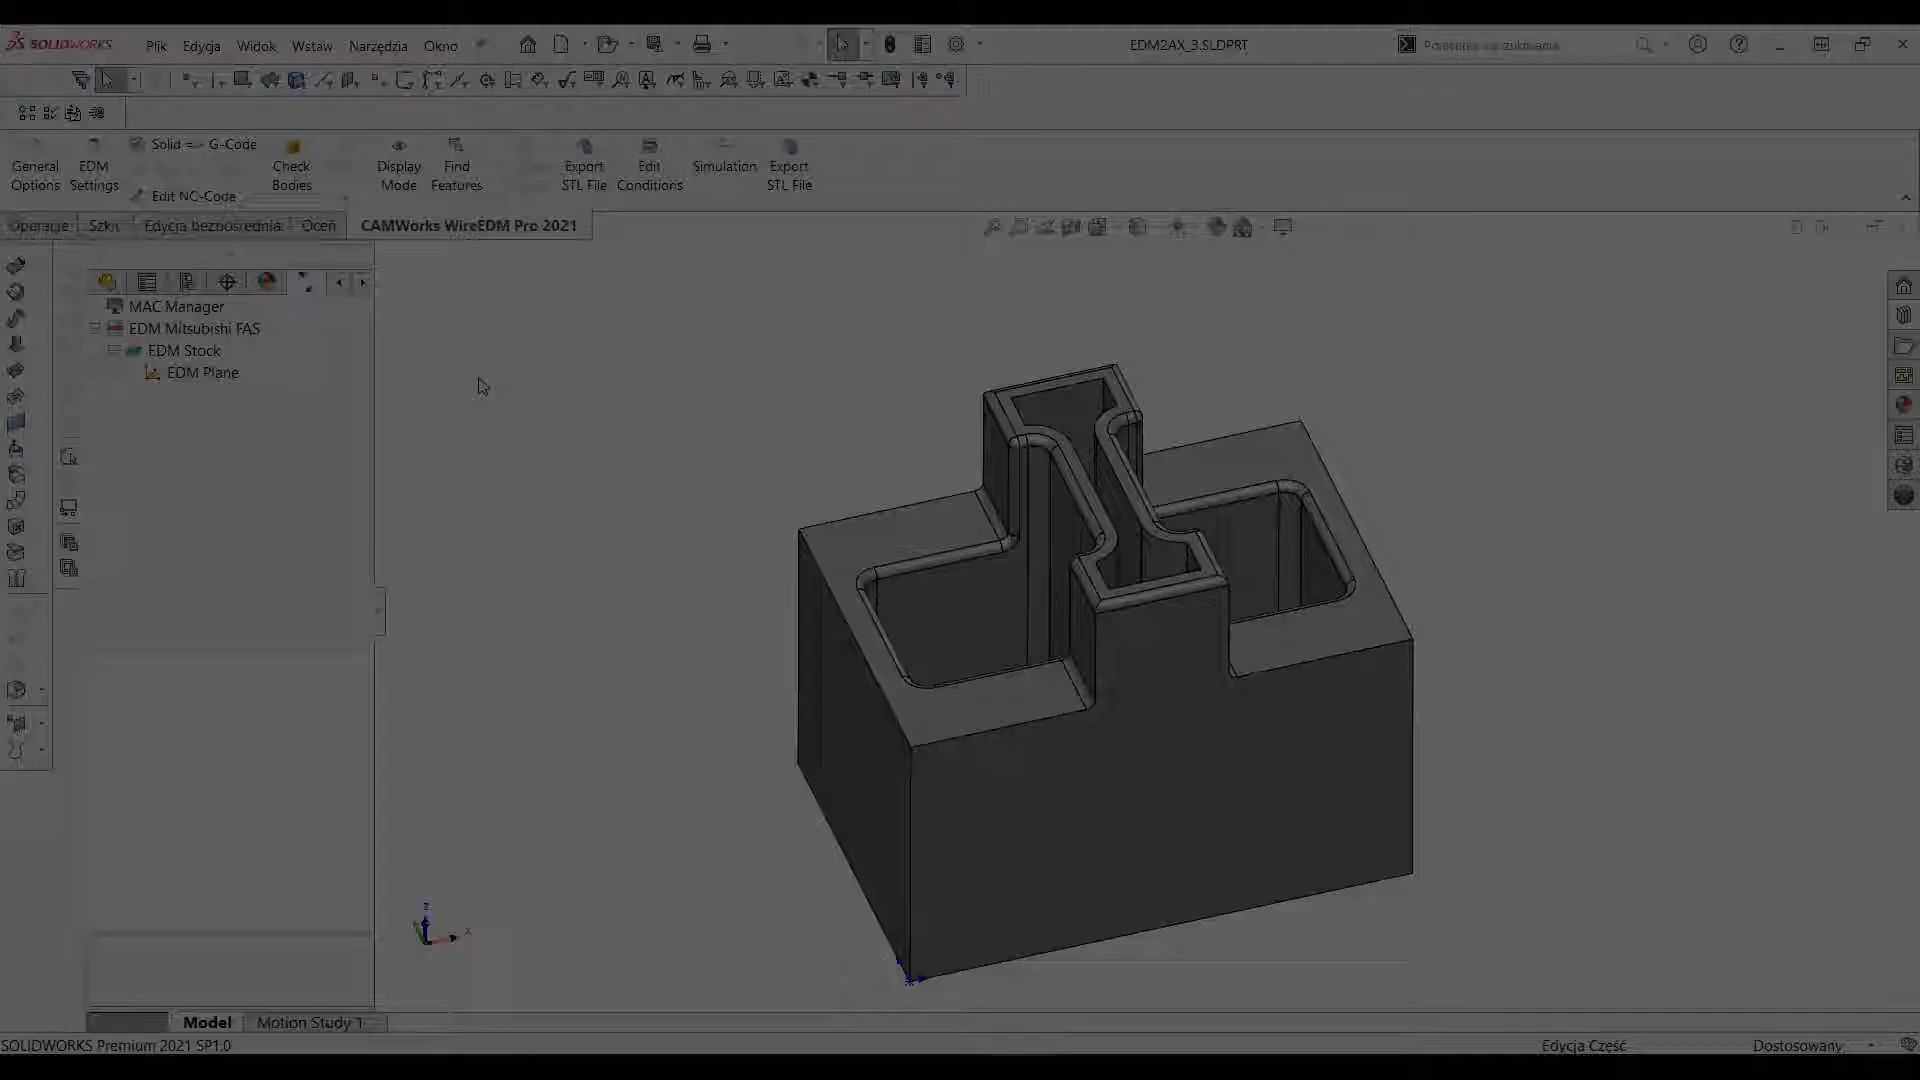 SOLIDWORKS
Plik Edycja Widok Wstaw Narzędzia Okno
EDM2AX_3.SLDPRT
Solid => G-Code
General Options
EDM Settings
Edit NC-Code
Check Bodies
Display Mode
Find Features
Export STL File
Edit Conditions
Simulation
Export STL File
Operacje Szkic Edycja bezpośrednia Oceń CAMWorks WireEDM Pro 2021
MAC Manager
EDM Mitsubishi FAS
EDM Stock
EDM Plane
z
x
Model Motion Study 1
SOLIDWORKS Premium 2021 SP1.0
Edycja Część
Dostosowany